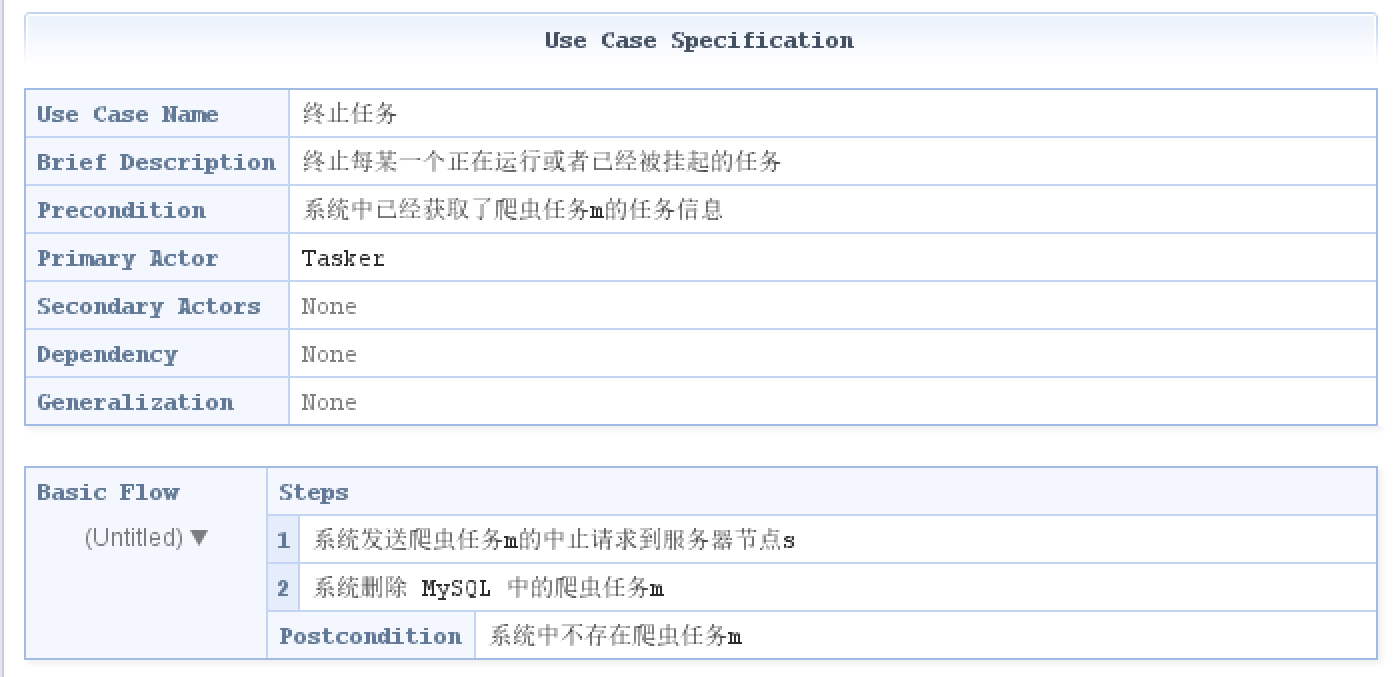 Use Case Specification
Use Case Name 终止任务
Brief Description 终止每某一个正在运行或者已经被挂起的任务
Precondition 系统中已经获取了爬虫任务m的任务信息
Primary Actor Tasker
Secondary Actors None
Dependency None
Generalization None
Basic Flow Steps
(Untitled) ▼
1 系统发送爬虫任务m的中止请求到服务器节点s
2 系统删除 MySQL 中的爬虫任务m
Postcondition 系统中不存在爬虫任务m